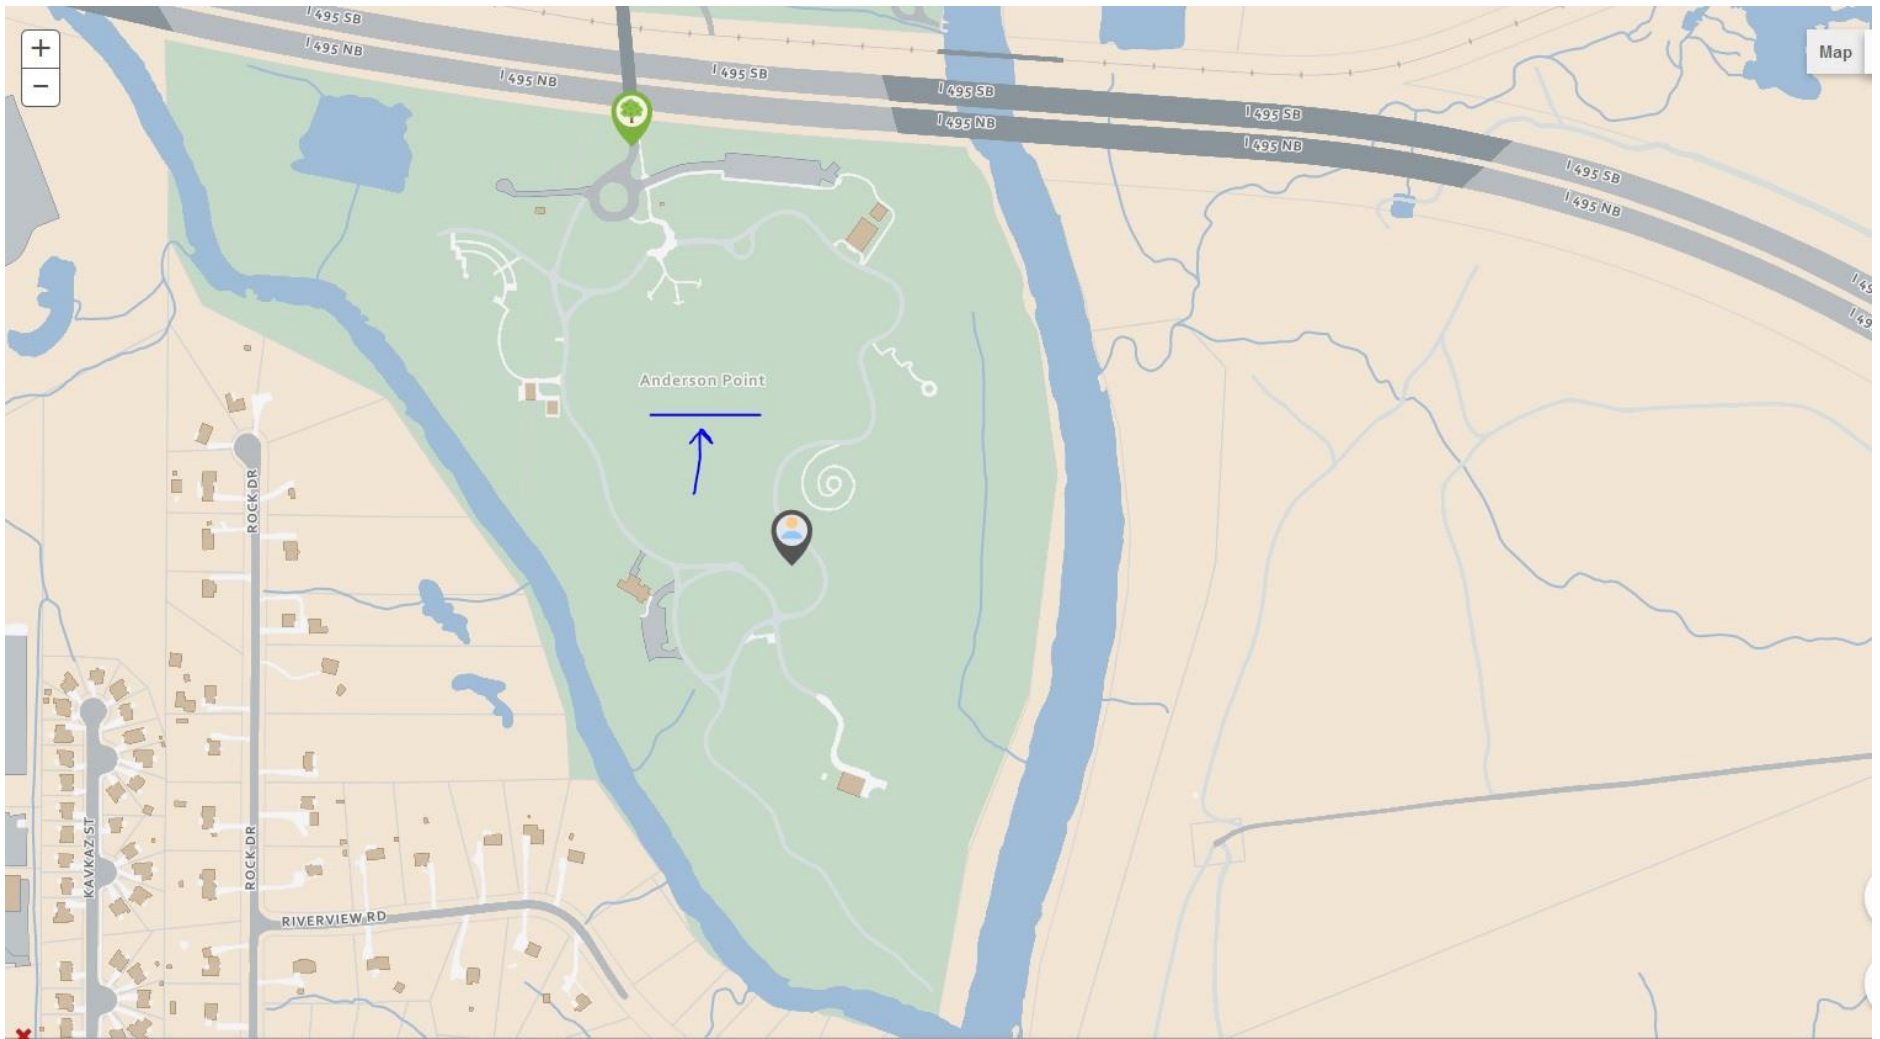 I 495 SB
I 495 NB
I 495 NB
I 495 SB
I 495 SB
I 495 NB
I 495 SB
I 495 NB
I 495 SB
I 495 NB
+
−
Map
Anderson Point
ROCK DR
ROCK DR
KAVKAZ ST
RIVERVIEW RD